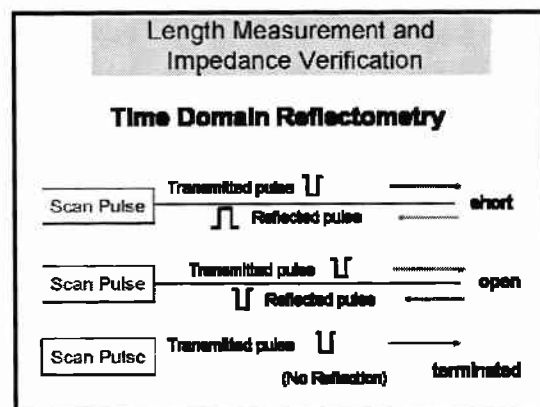 Length Measurement and
Impedance Verification
Time Domain Reflectometry
Transmitted pulse
Scan Pulse
short
Reflected pulse
Transmitted pulse
Scan Pulse
open
Reflected pulse
Scan Pulse
Transmitted pulse
(No Reflection)
terminated